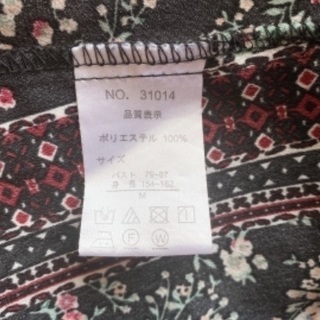 NO. 31014
品質表示
ポリエステル 100%
サイズ
バスト 79-87
身 長 154-162
M